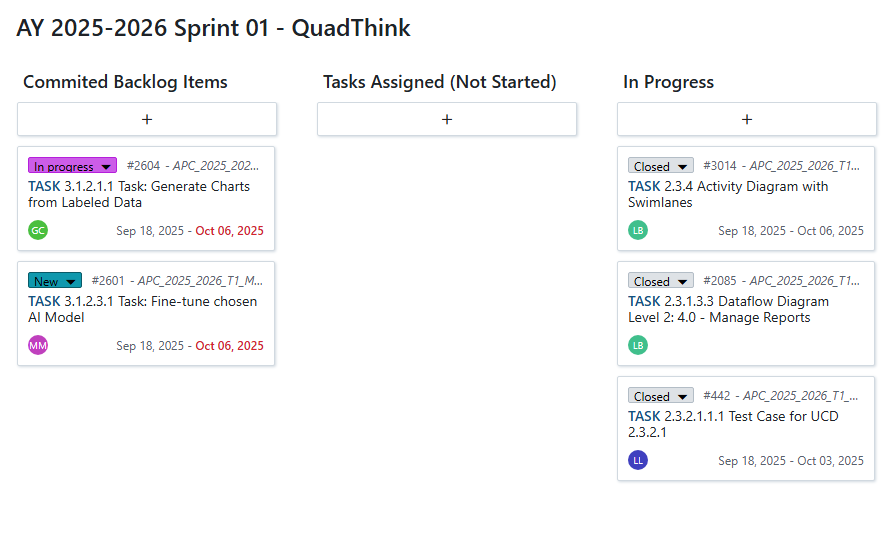 AY 2025-2026 Sprint 01 - QuadThink
Commited Backlog Items
+
In progress #2604 - APC_2025_202...
TASK 3.1.2.1.1 Task: Generate Charts
from Labeled Data
GC Sep 18, 2025 - Oct 06, 2025
New #2601 - APC_2025_2026_T1_M...
TASK 3.1.2.3.1 Task: Fine-tune chosen
AI Model
MM Sep 18, 2025 - Oct 06, 2025
Tasks Assigned (Not Started)
+
In Progress
+
Closed #3014 - APC_2025_2026_T1...
TASK 2.3.4 Activity Diagram with
Swimlanes
LB Sep 18, 2025 - Oct 06, 2025
Closed #2085 - APC_2025_2026_T1...
TASK 2.3.1.3.3 Dataflow Diagram
Level 2: 4.0 - Manage Reports
LB
Closed #442 - APC_2025_2026_T1_...
TASK 2.3.2.1.1.1 Test Case for UCD
2.3.2.1
LL Sep 18, 2025 - Oct 03, 2025